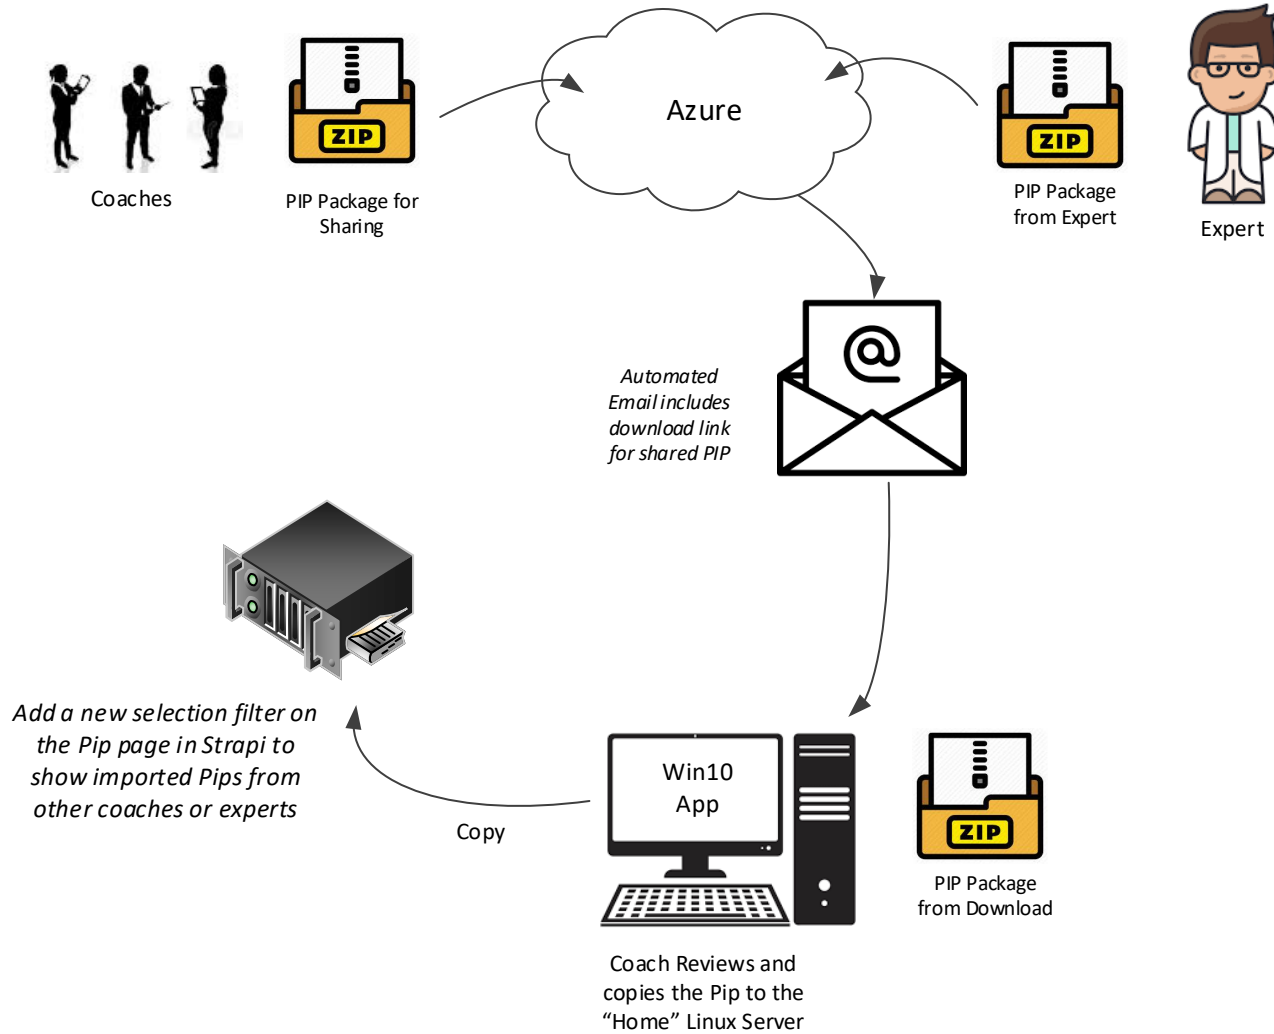 Azure
ZIP
ZIP
Coaches
PIP Package for
Sharing
PIP Package
from Expert
Expert
@
Automated
Email includes
download link
for shared PIP
Add a new selection filter on
the Pip page in Strapi to
show imported Pips from
other coaches or experts
Copy
Win10
App
ZIP
PIP Package
from Download
Coach Reviews and
copies the Pip to the
“Home” Linux Server